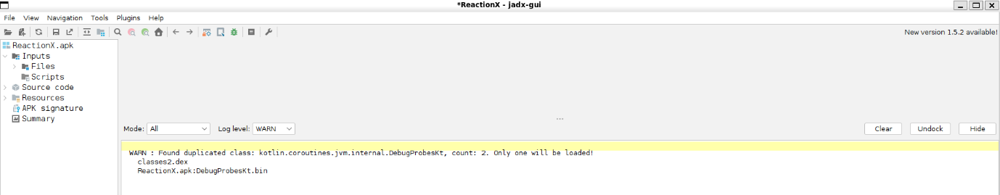 *ReactionX - jadx-gui
File View Navigation Tools Plugins Help
New version 1.5.2 available!
ReactionX.apk
Inputs
Files
Scripts
Source code
Resources
APK signature
Summary
Mode: All Log level: WARN Clear Undock Hide
WARN : Found duplicated class: kotlin.coroutines.jvm.internal.DebugProbesKt, count: 2. Only one will be loaded!
classes2.dex
ReactionX.apk:DebugProbesKt.bin